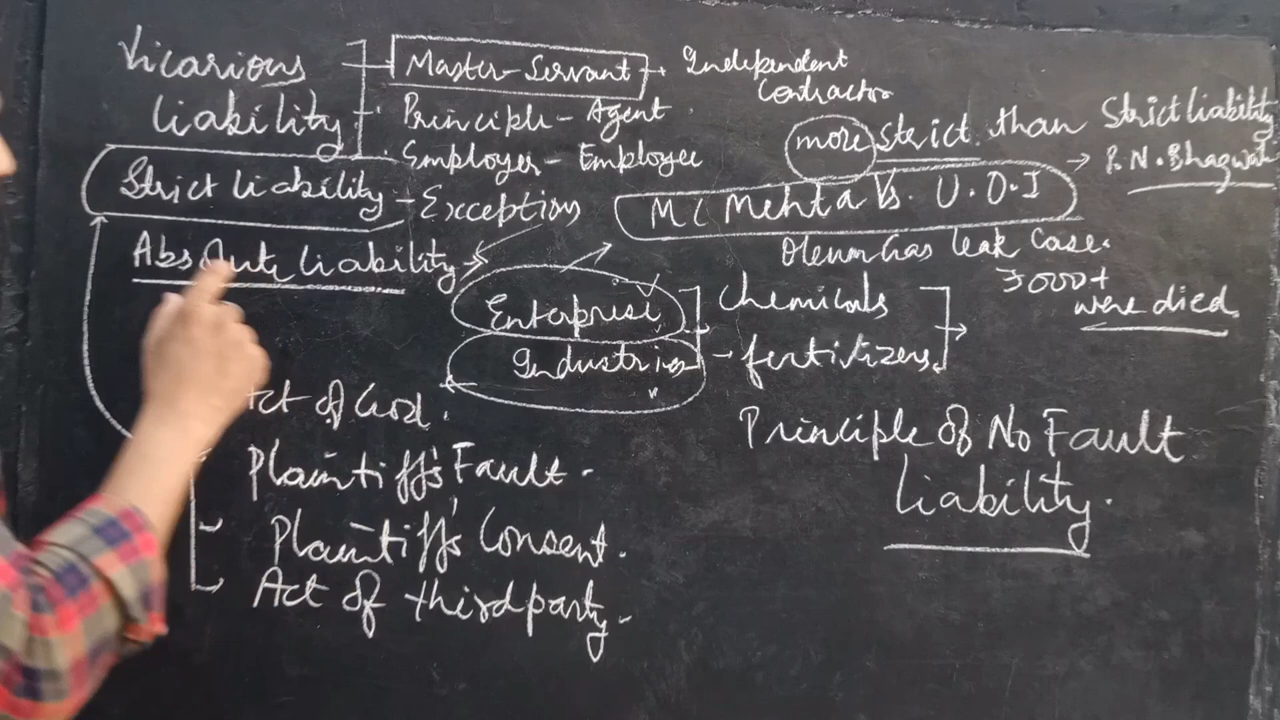 Vicarious Master-Servant → Independent
Contractor
liability Principle - Agent
Employer - Employee
more strict than Strict liability
→ P. N. Bhagwati
Strict liability - Exception
M C Mehta Vs. U.O.I
Oleum Gas leak Case.
3000+
were died
Absolute liability
Enterprise chemicals
Industries - fertilizers.
Principle of No Fault
liability.
Act of God.
Plaintiff's Fault.
Plaintiff's Consent.
Act of third party.